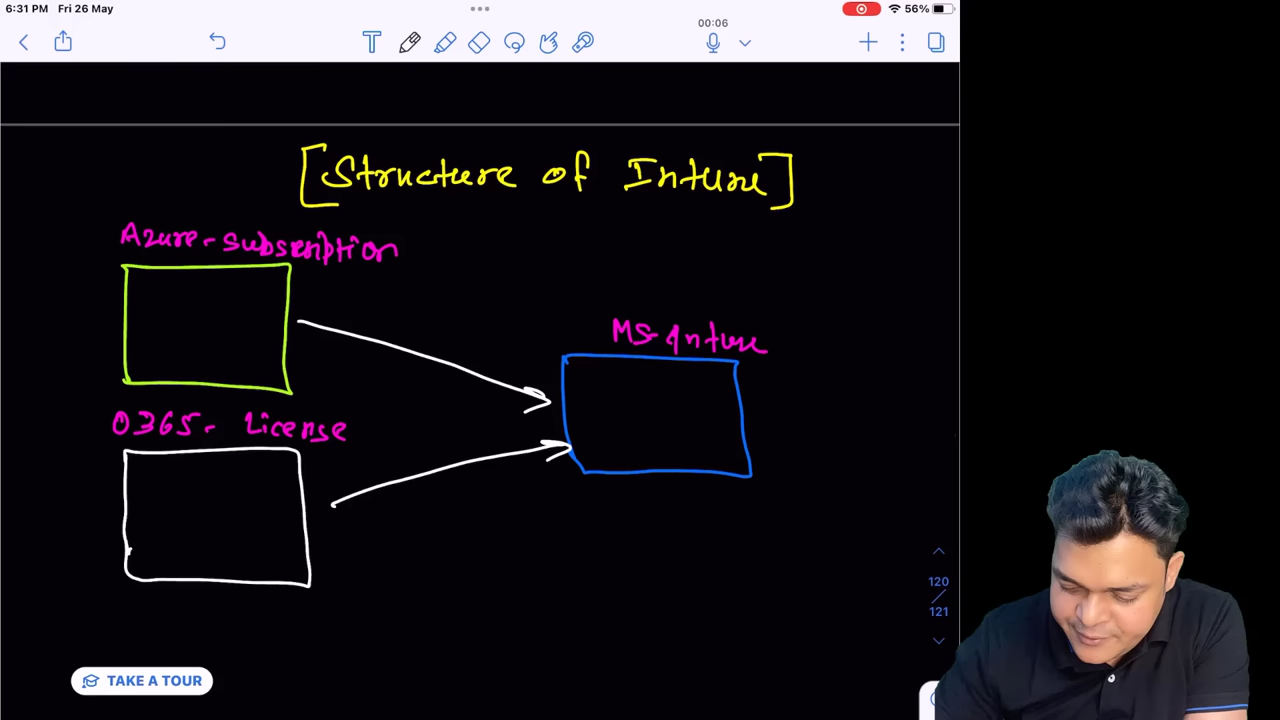 6:31 PM Fri 26 May
56%
00:06
T
[Structure of Intune]
Azure-subscription
MS-Intune
O365- License
120
121
TAKE A TOUR